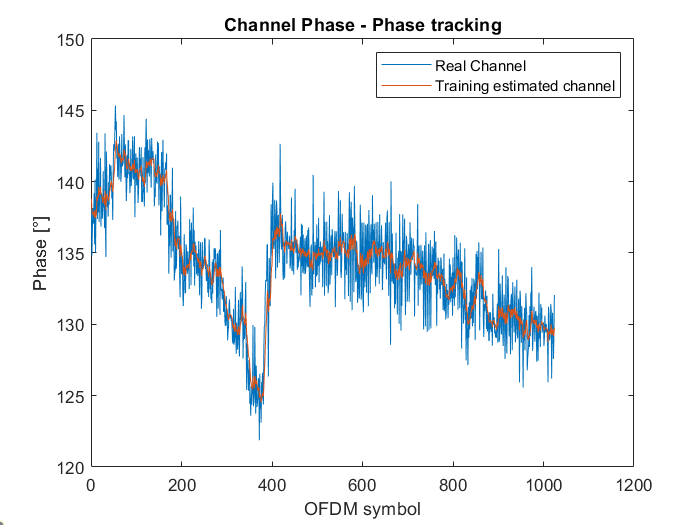 Channel Phase - Phase tracking
150
145
140
135
130
125
120
Phase [°]
Real Channel
Training estimated channel
0
200
400
600
800
1000
1200
OFDM symbol